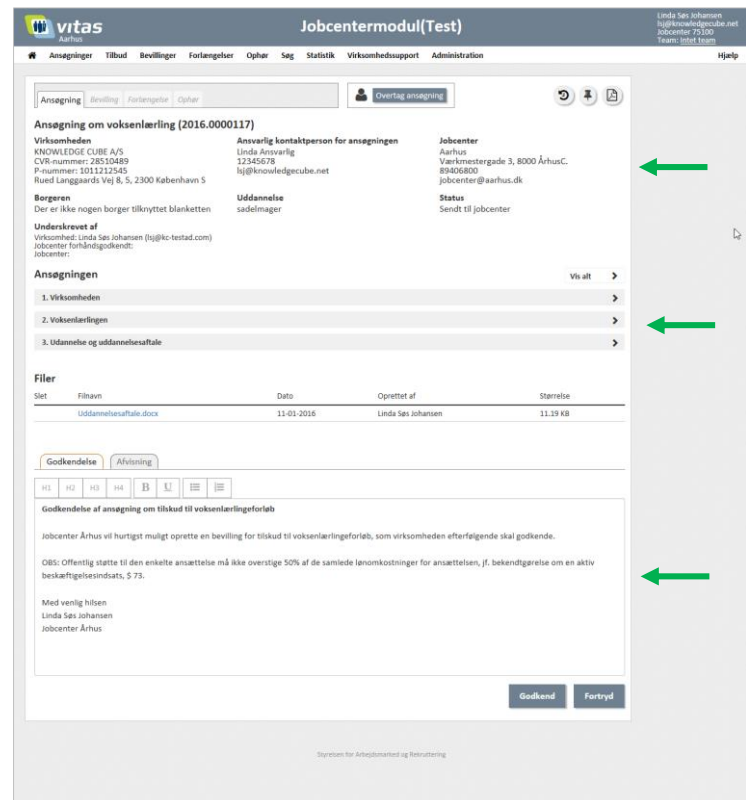 vitas
Aarhus
Jobcentermodul(Test)
Linda Søs Johansen
lsj@knowledgecube.net
Jobcenter 75100
Team: Intet team
Ansøgninger Tilbud Bevillinger Forlængelser Ophør Søg Statistik Virksomhedssupport Administration Hjælp
Ansøgning Bevilling Forlængelse Ophør Overtag ansøgning
Ansøgning om voksenlærling (2016.0000117)
Virksomheden Ansvarlig kontaktperson for ansøgningen Jobcenter
KNOWLEDGE CUBE A/S Linda Ansvarlig Aarhus
CVR-nummer: 28510489 12345678 Værkmestergade 3, 8000 ÅrhusC.
P-nummer: 1011212545 lsj@knowledgecube.net 89406800
Rued Langgaards Vej 8, 5, 2300 København S jobcenter@aarhus.dk
Borgeren Uddannelse Status
Der er ikke nogen borger tilknyttet blanketten sadelmager Sendt til jobcenter
Underskrevet af
Virksomhed: Linda Søs Johansen (lsj@kc-testad.com)
Jobcenter forhåndsgodkendt:
Jobcenter:
Ansøgningen Vis alt
1. Virksomheden
2. Voksenlærlingen
3. Udannelse og uddannelsesaftale
Filer
Slet Filnavn Dato Oprettet af Størrelse
Uddannelsesaftale.docx 11-01-2016 Linda Søs Johansen 11.19 KB
Godkendelse Afvisning
H1 H2 H3 H4 B U
Godkendelse af ansøgning om tilskud til voksenlærlingeforløb
Jobcenter Århus vil hurtigst muligt oprette en bevilling for tilskud til voksenlærlingeforløb, som virksomheden efterfølgende skal godkende.
OBS: Offentlig støtte til den enkelte ansættelse må ikke overstige 50% af de samlede lønomkostninger for ansættelsen, jf. bekendtgørelse om en aktiv
beskæftigelsesindsats, $ 73.
Med venlig hilsen
Linda Søs Johansen
Jobcenter Århus
Godkend Fortryd
Styrelsen for Arbejdsmarked og Rekruttering